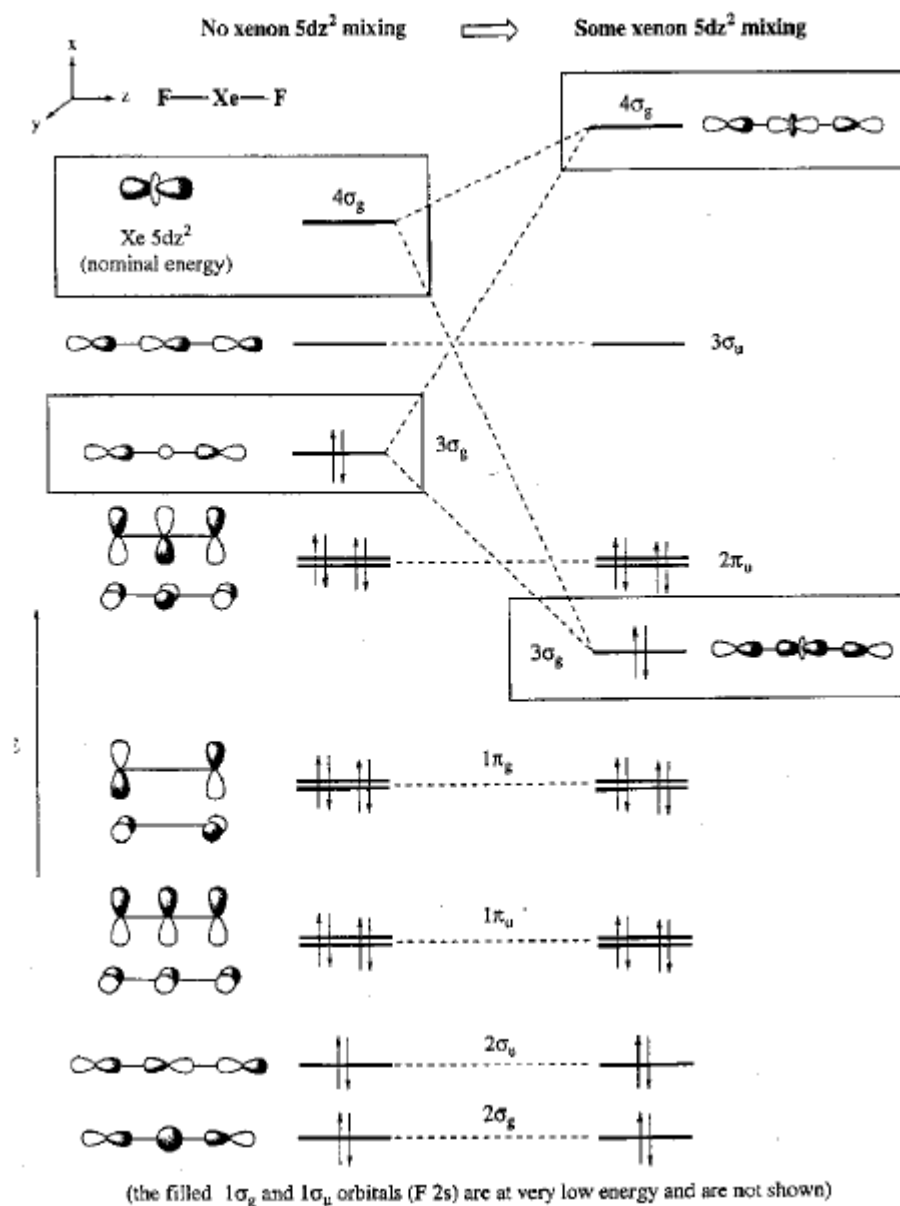 No xenon 5dz² mixing ⇨ Some xenon 5dz² mixing
x
z
y
F—Xe—F
4σg
4σg
Xe 5dz²
(nominal energy)
3σu
3σg
2πu
3σg
1πg
1πu
2σu
2σg
(the filled 1σg and 1σu orbitals (F 2s) are at very low energy and are not shown)